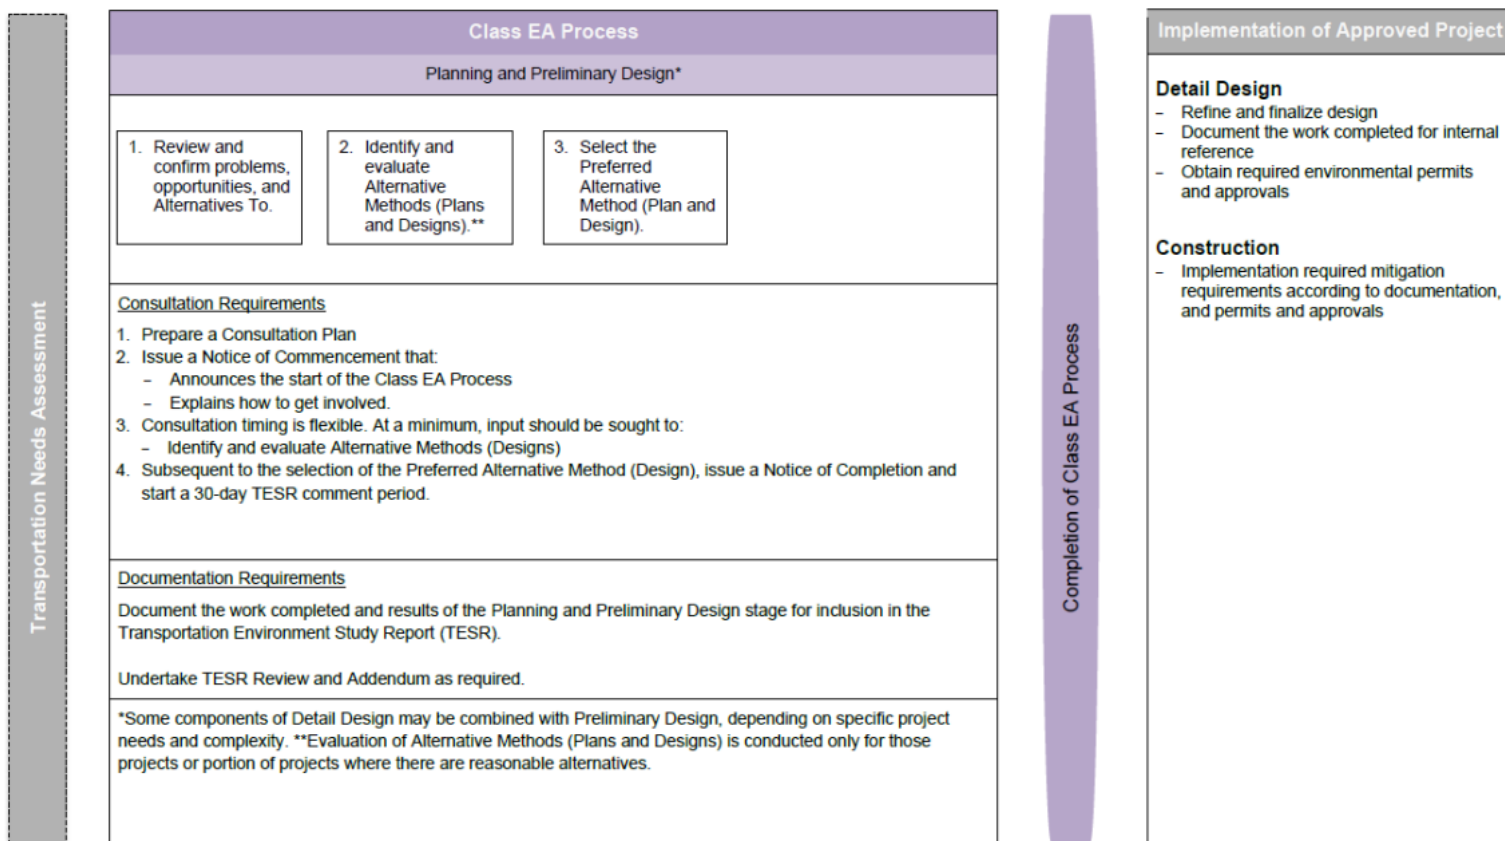 Transportation Needs Assessment
Class EA Process
Planning and Preliminary Design*
1. Review and
confirm problems,
opportunities, and
Alternatives To.
2. Identify and
evaluate
Alternative
Methods (Plans
and Designs).**
3. Select the
Preferred
Alternative
Method (Plan and
Design).
Consultation Requirements
1. Prepare a Consultation Plan
2. Issue a Notice of Commencement that:
– Announces the start of the Class EA Process
– Explains how to get involved.
3. Consultation timing is flexible. At a minimum, input should be sought to:
– Identify and evaluate Alternative Methods (Designs)
4. Subsequent to the selection of the Preferred Alternative Method (Design), issue a Notice of Completion and
start a 30-day TESR comment period.
Documentation Requirements
Document the work completed and results of the Planning and Preliminary Design stage for inclusion in the
Transportation Environment Study Report (TESR).
Undertake TESR Review and Addendum as required.
*Some components of Detail Design may be combined with Preliminary Design, depending on specific project
needs and complexity. **Evaluation of Alternative Methods (Plans and Designs) is conducted only for those
projects or portion of projects where there are reasonable alternatives.
Completion of Class EA Process
Implementation of Approved Project
Detail Design
– Refine and finalize design
– Document the work completed for internal
reference
– Obtain required environmental permits
and approvals
Construction
– Implementation required mitigation
requirements according to documentation,
and permits and approvals